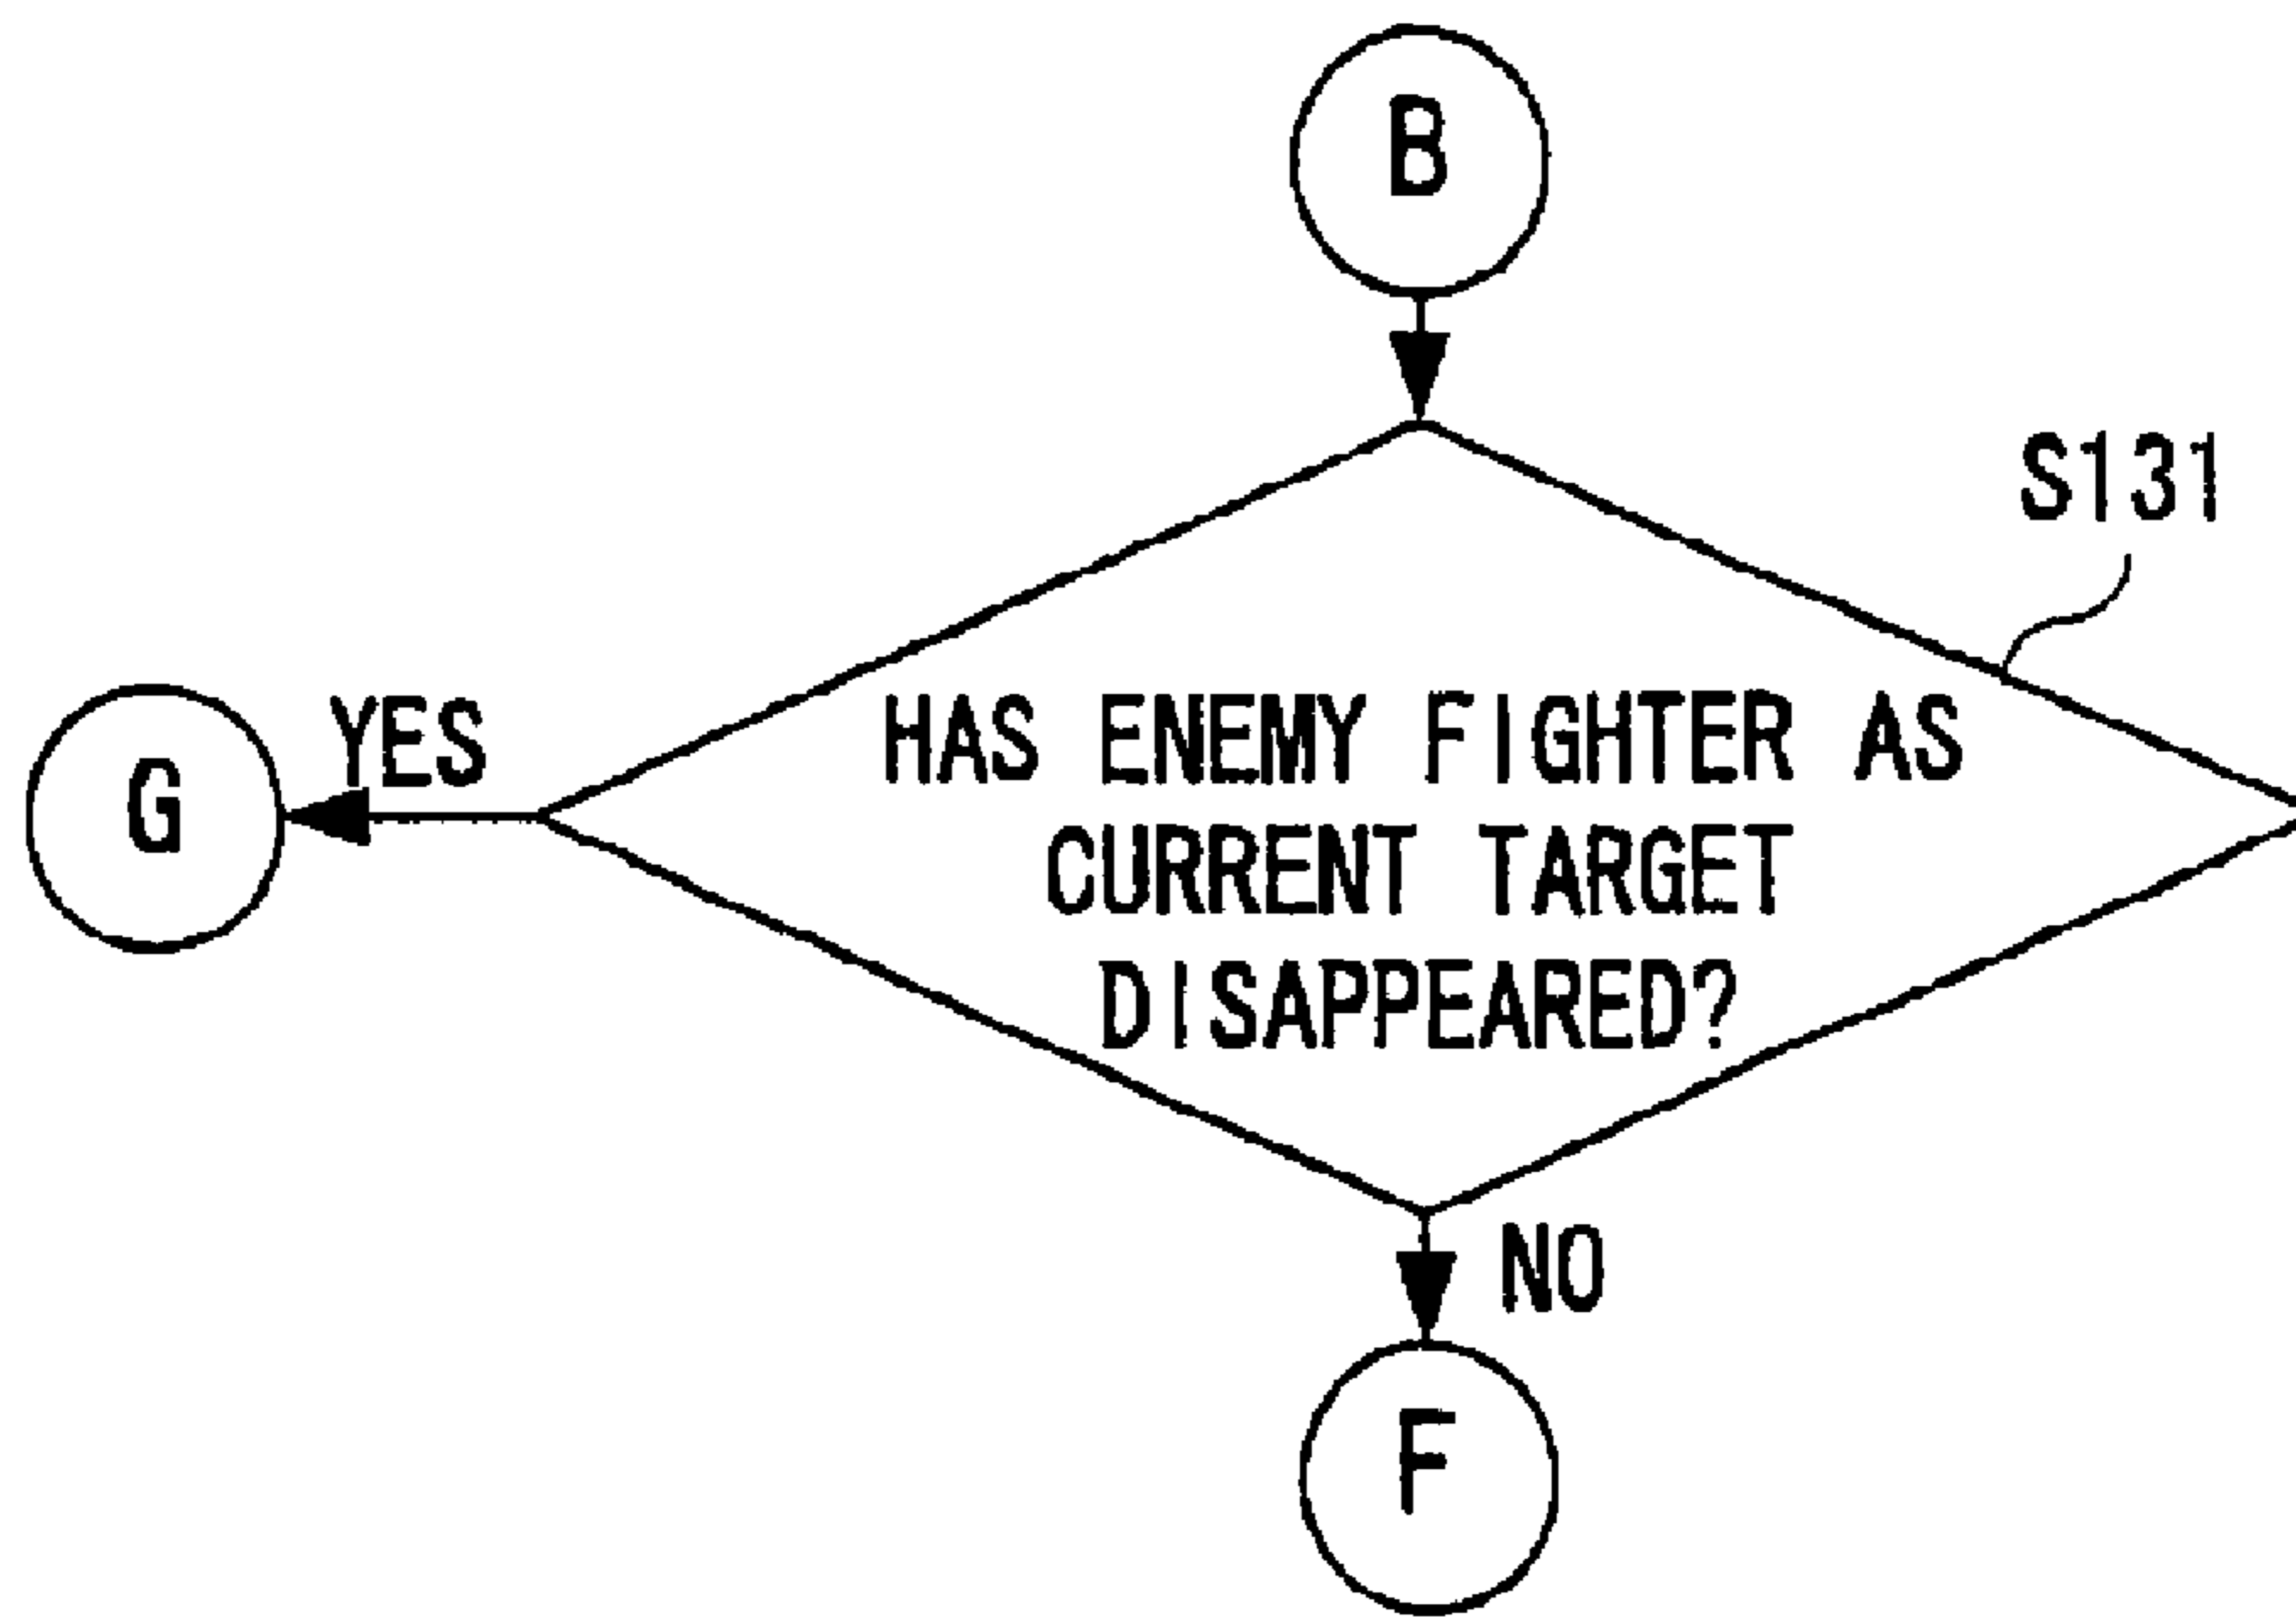 B
S131
YES
G
HAS ENEMY FIGHTER AS
CURRENT TARGET
DISAPPEARED?
NO
F